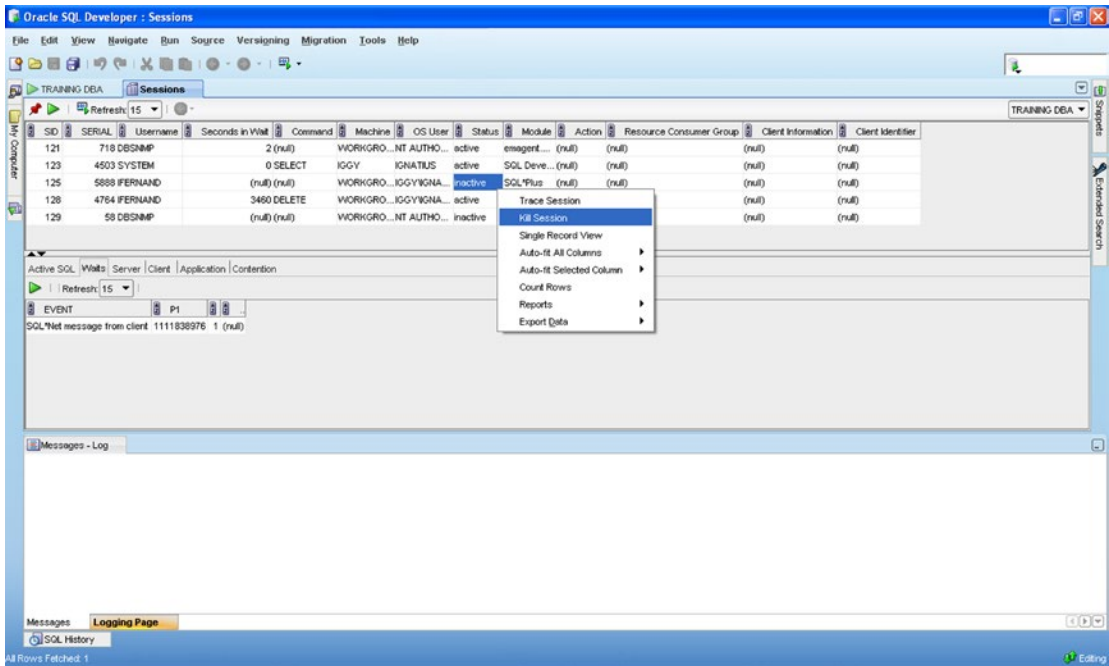 Oracle SQL Developer : Sessions
File Edit View Navigate Run Source Versioning Migration Tools Help
TRAINING DBA Sessions
Refresh: 15 TRAINING DBA
SID SERIAL Username Seconds in Wait Command Machine OS User Status Module Action Resource Consumer Group Client Information Client Identifier
121 718 DBSNMP 2 (null) WORKGRO... NT AUTHO... active emagent.... (null) (null) (null) (null)
123 4503 SYSTEM 0 SELECT IGGY IGNATIUS active SQL Deve... (null) (null) (null) (null)
125 5888 IFERNAND (null) (null) WORKGRO... IGGY\IGNA... inactive SQL*Plus (null) (null) (null) (null)
128 4764 IFERNAND 3460 DELETE WORKGRO... IGGY\IGNA... active
129 58 DBSNMP (null) (null) WORKGRO... NT AUTHO... inactive
(null) (null)
(null) (null)
Trace Session
Kill Session
Single Record View
Auto-fit All Columns
Auto-fit Selected Column
Count Rows
Reports
Export Data
Active SQL Waits Server Client Application Contention
Refresh: 15
EVENT P1 ...
SQL*Net message from client 1111838976 1 (null)
Messages - Log
Messages Logging Page
SQL History
All Rows Fetched: 1 Editing
My Computer
Snippets
Extended Search